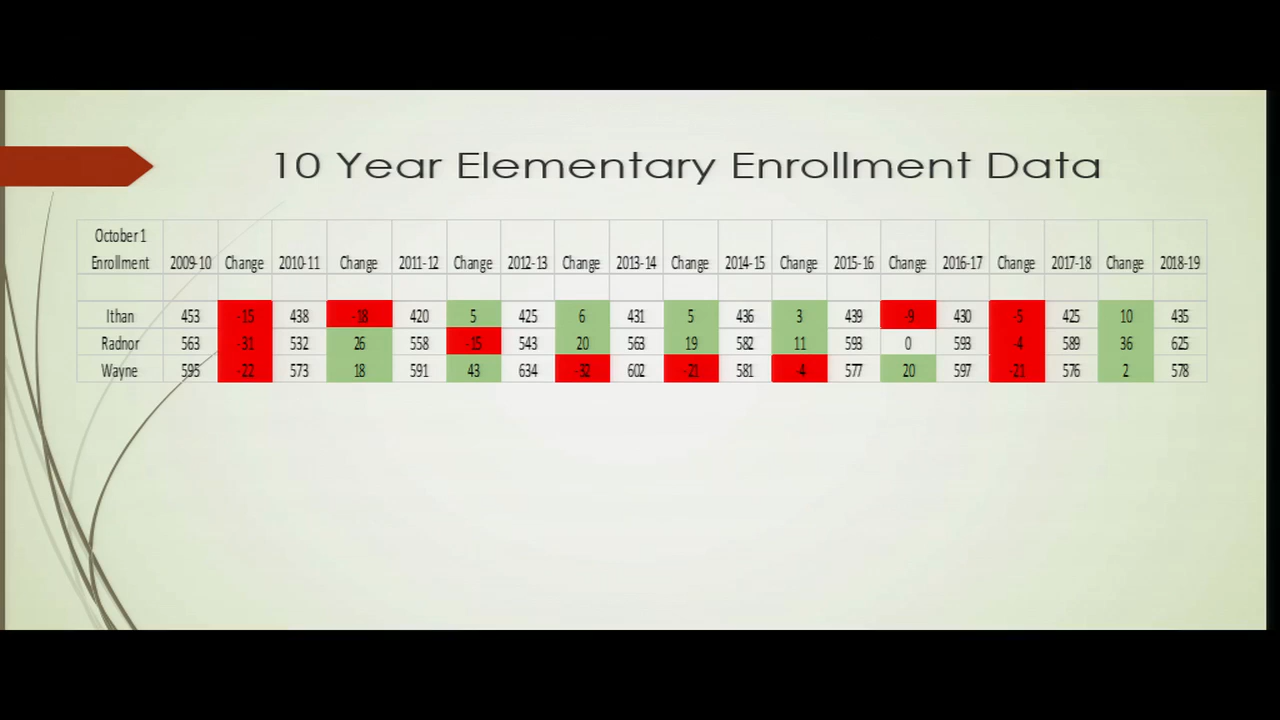 10 Year Elementary Enrollment Data
October 1
Enrollment 2009-10 Change 2010-11 Change 2011-12 Change 2012-13 Change 2013-14 Change 2014-15 Change 2015-16 Change 2016-17 Change 2017-18 Change 2018-19
Ithan 453 -15 438 -18 420 5 425 6 431 5 436 3 439 -9 430 -5 425 10 435
Radnor 563 -31 532 26 558 -15 543 20 563 19 582 11 593 0 593 -4 589 36 625
Wayne 595 -22 573 18 591 43 634 -32 602 -21 581 -4 577 20 597 -21 576 2 578